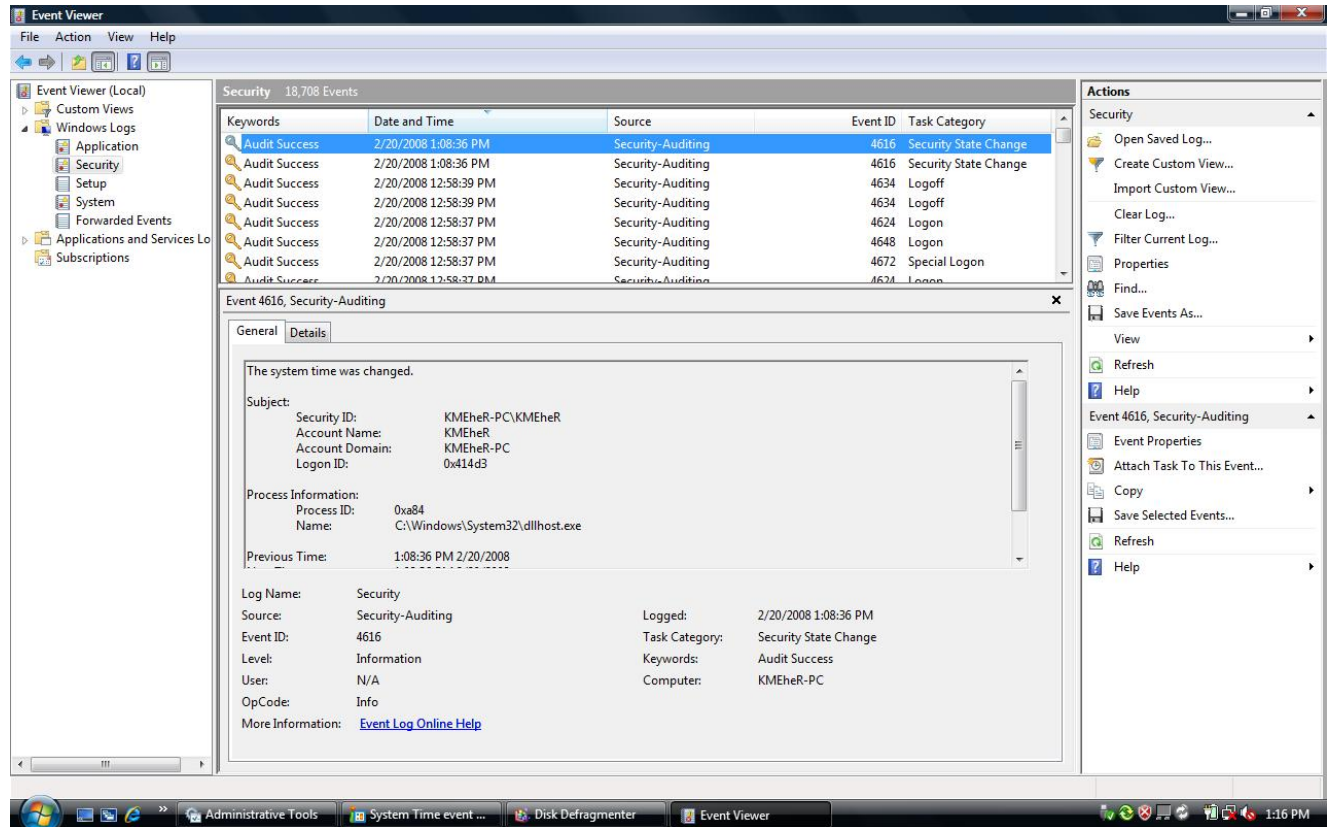 Event Viewer
File Action View Help
Event Viewer (Local)
Custom Views
Windows Logs
Application
Security
Setup
System
Forwarded Events
Applications and Services Lo
Subscriptions
Security 18,708 Events
Keywords Date and Time Source Event ID Task Category
Audit Success 2/20/2008 1:08:36 PM Security-Auditing 4616 Security State Change
Audit Success 2/20/2008 1:08:36 PM Security-Auditing 4616 Security State Change
Audit Success 2/20/2008 12:58:39 PM Security-Auditing 4634 Logoff
Audit Success 2/20/2008 12:58:39 PM Security-Auditing 4634 Logoff
Audit Success 2/20/2008 12:58:37 PM Security-Auditing 4624 Logon
Audit Success 2/20/2008 12:58:37 PM Security-Auditing 4648 Logon
Audit Success 2/20/2008 12:58:37 PM Security-Auditing 4672 Special Logon
Audit Success 2/20/2008 12:58:37 PM Security-Auditing 4624 Logon
Event 4616, Security-Auditing
General Details
The system time was changed.
Subject:
Security ID: KMEheR-PC\KMEheR
Account Name: KMEheR
Account Domain: KMEheR-PC
Logon ID: 0x414d3
Process Information:
Process ID: 0xa84
Name: C:\Windows\System32\dllhost.exe
Previous Time: 1:08:36 PM 2/20/2008
Log Name: Security
Source: Security-Auditing Logged: 2/20/2008 1:08:36 PM
Event ID: 4616 Task Category: Security State Change
Level: Information Keywords: Audit Success
User: N/A Computer: KMEheR-PC
OpCode: Info
More Information: Event Log Online Help
Actions
Security
Open Saved Log...
Create Custom View...
Import Custom View...
Clear Log...
Filter Current Log...
Properties
Find...
Save Events As...
View
Refresh
Help
Event 4616, Security-Auditing
Event Properties
Attach Task To This Event...
Copy
Save Selected Events...
Refresh
Help
Administrative Tools System Time event ... Disk Defragmenter Event Viewer 1:16 PM